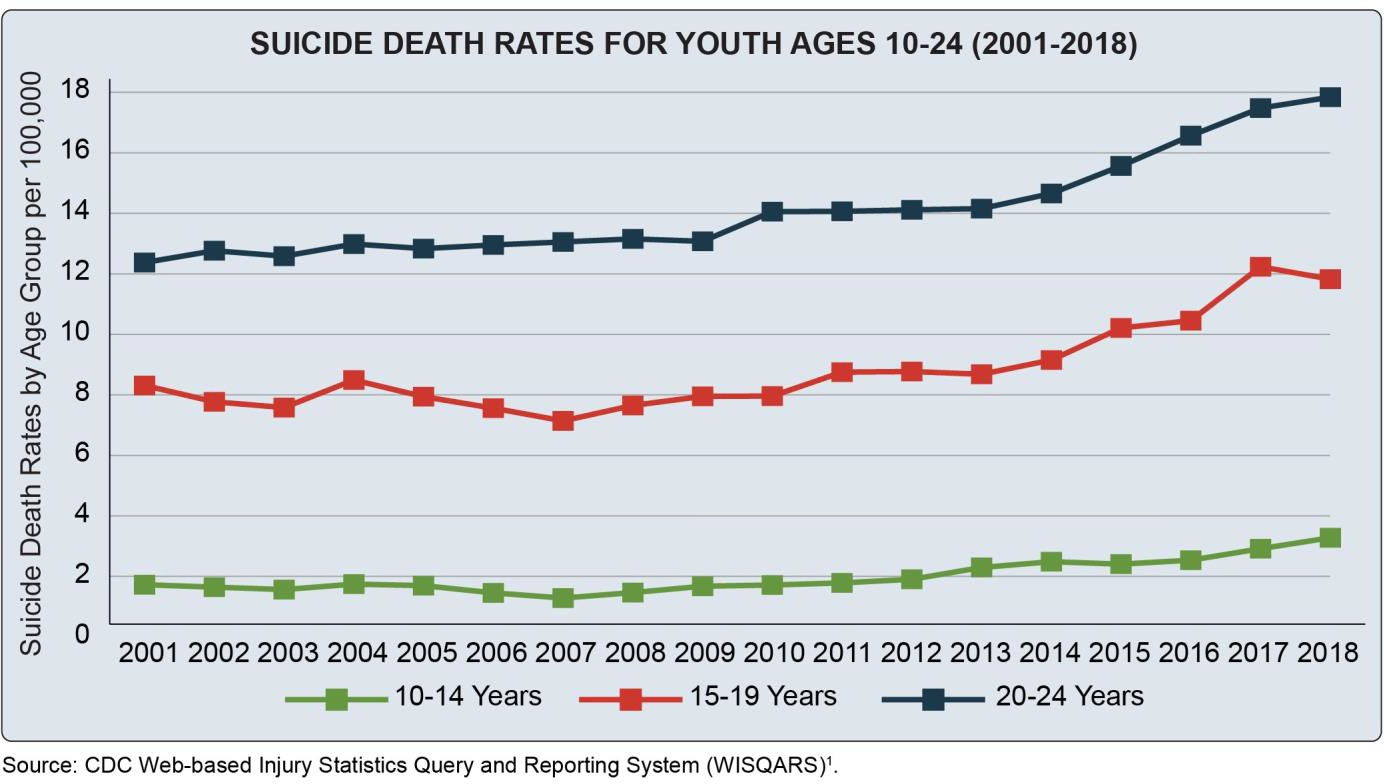 SUICIDE DEATH RATES FOR YOUTH AGES 10-24 (2001-2018)
Suicide Death Rates by Age Group per 100,000
18
16
14
12
10
8
6
4
2
0
2001 2002 2003 2004 2005 2006 2007 2008 2009 2010 2011 2012 2013 2014 2015 2016 2017 2018
10-14 Years 15-19 Years 20-24 Years
Source: CDC Web-based Injury Statistics Query and Reporting System (WISQARS)¹.